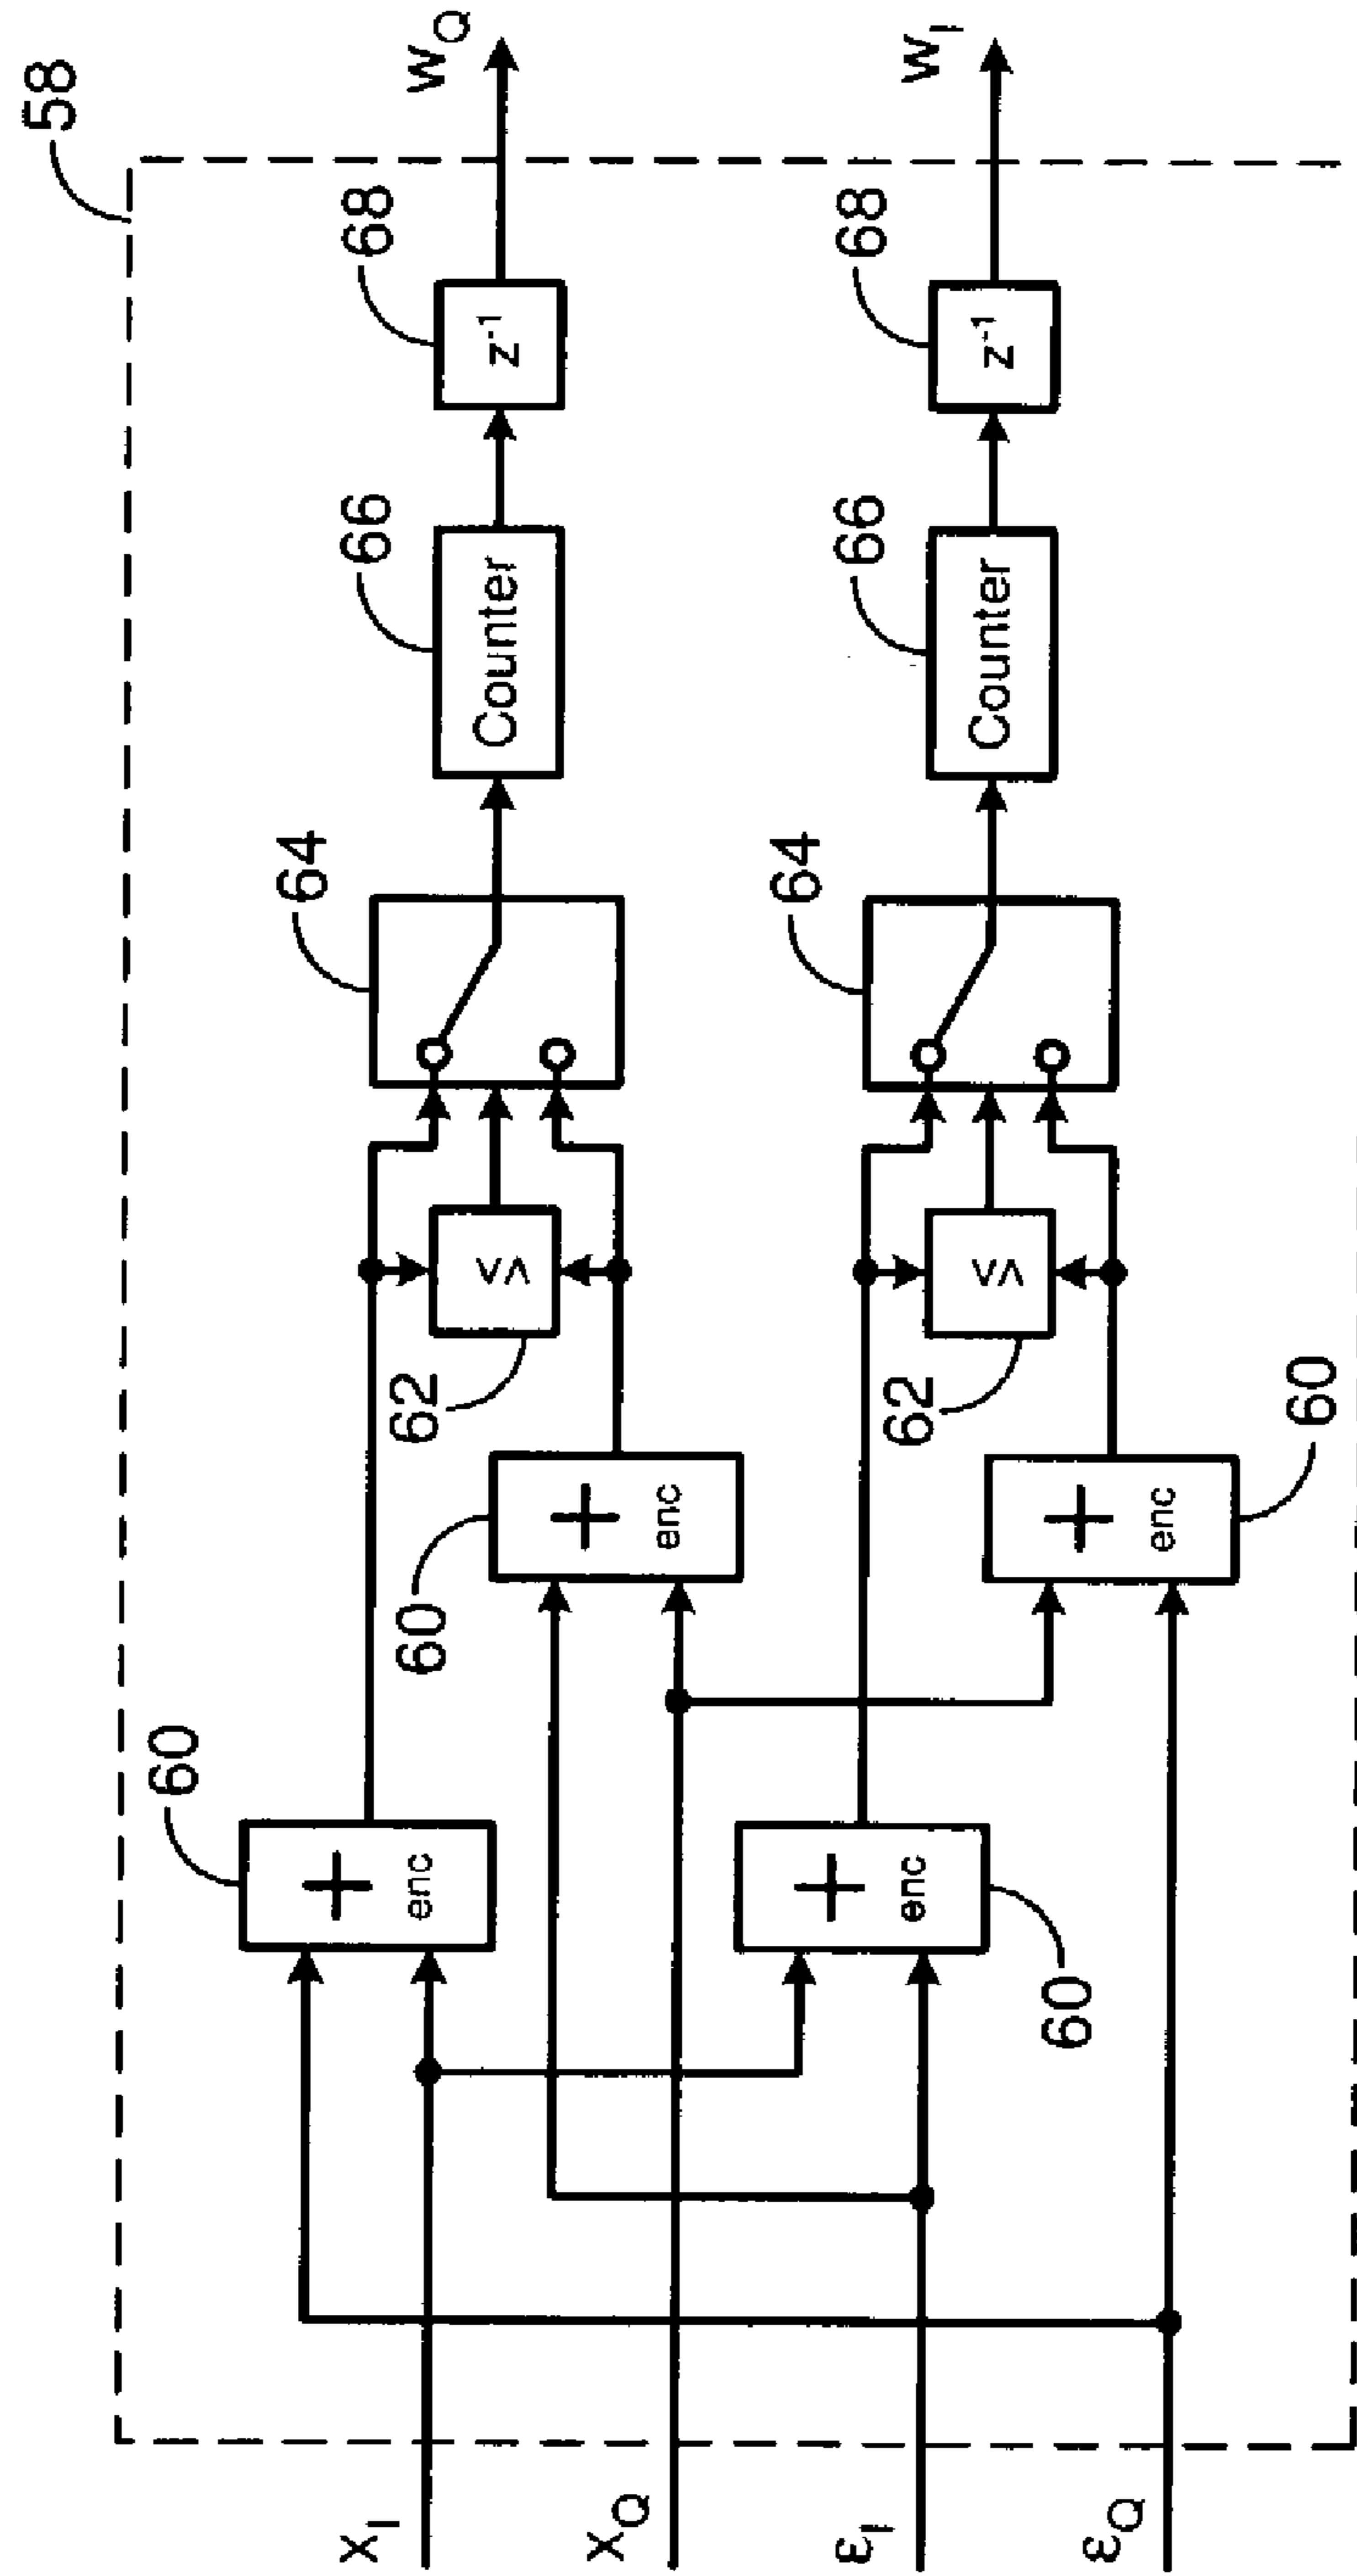 58
60
64
66
68
x_I
+
enc
60
62
<
>
Counter
z⁻¹
w_Q
x_Q
+
enc
64
66
68
ε_I
+
enc
60
62
<
>
Counter
z⁻¹
w_I
ε_Q
+
enc
60